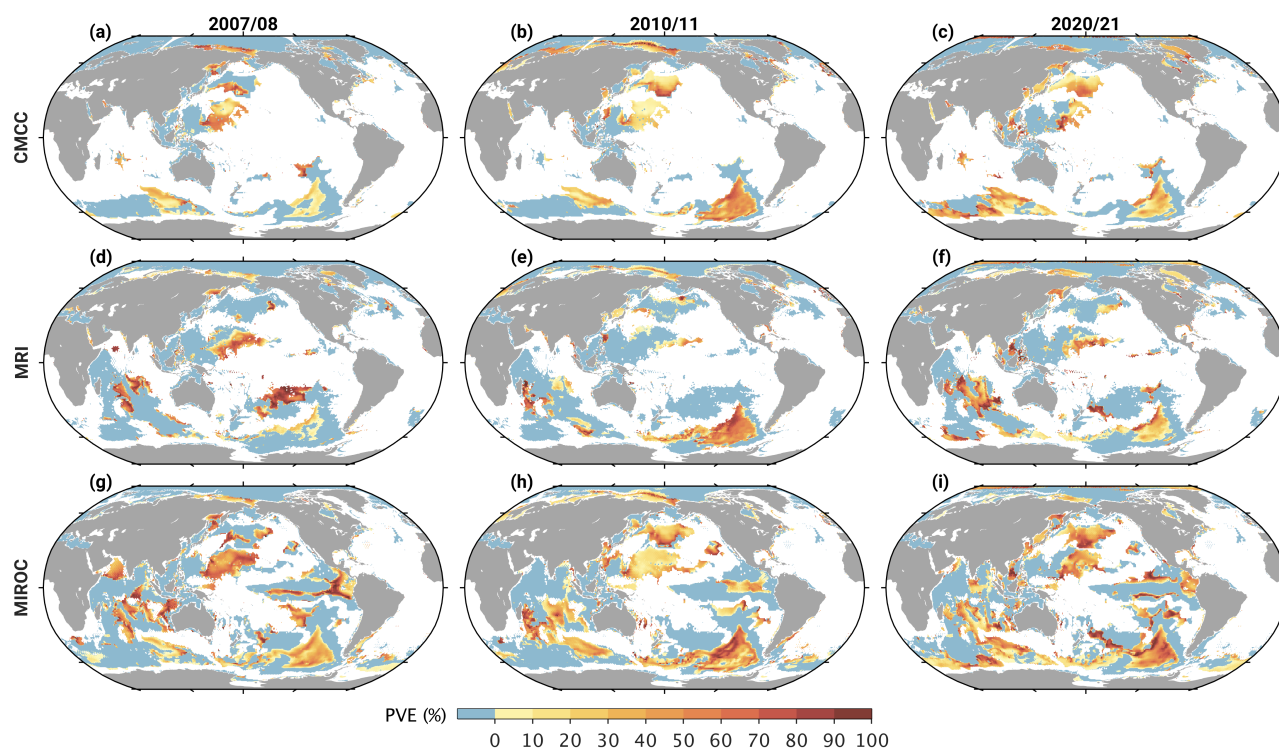 2007/08 2010/11 2020/21
(a) (b) (c)
CMCC
(d) (e) (f)
MRI
(g) (h) (i)
MIROC
PVE (%)
0 10 20 30 40 50 60 70 80 90 100